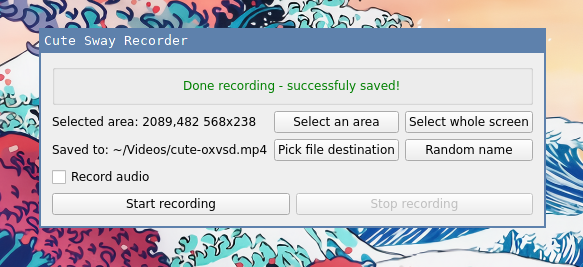 Cute Sway Recorder
Done recording - successfuly saved!
Selected area: 2089,482 568x238 Select an area Select whole screen
Saved to: ~/Videos/cute-oxvsd.mp4 Pick file destination Random name
Record audio
Start recording Stop recording